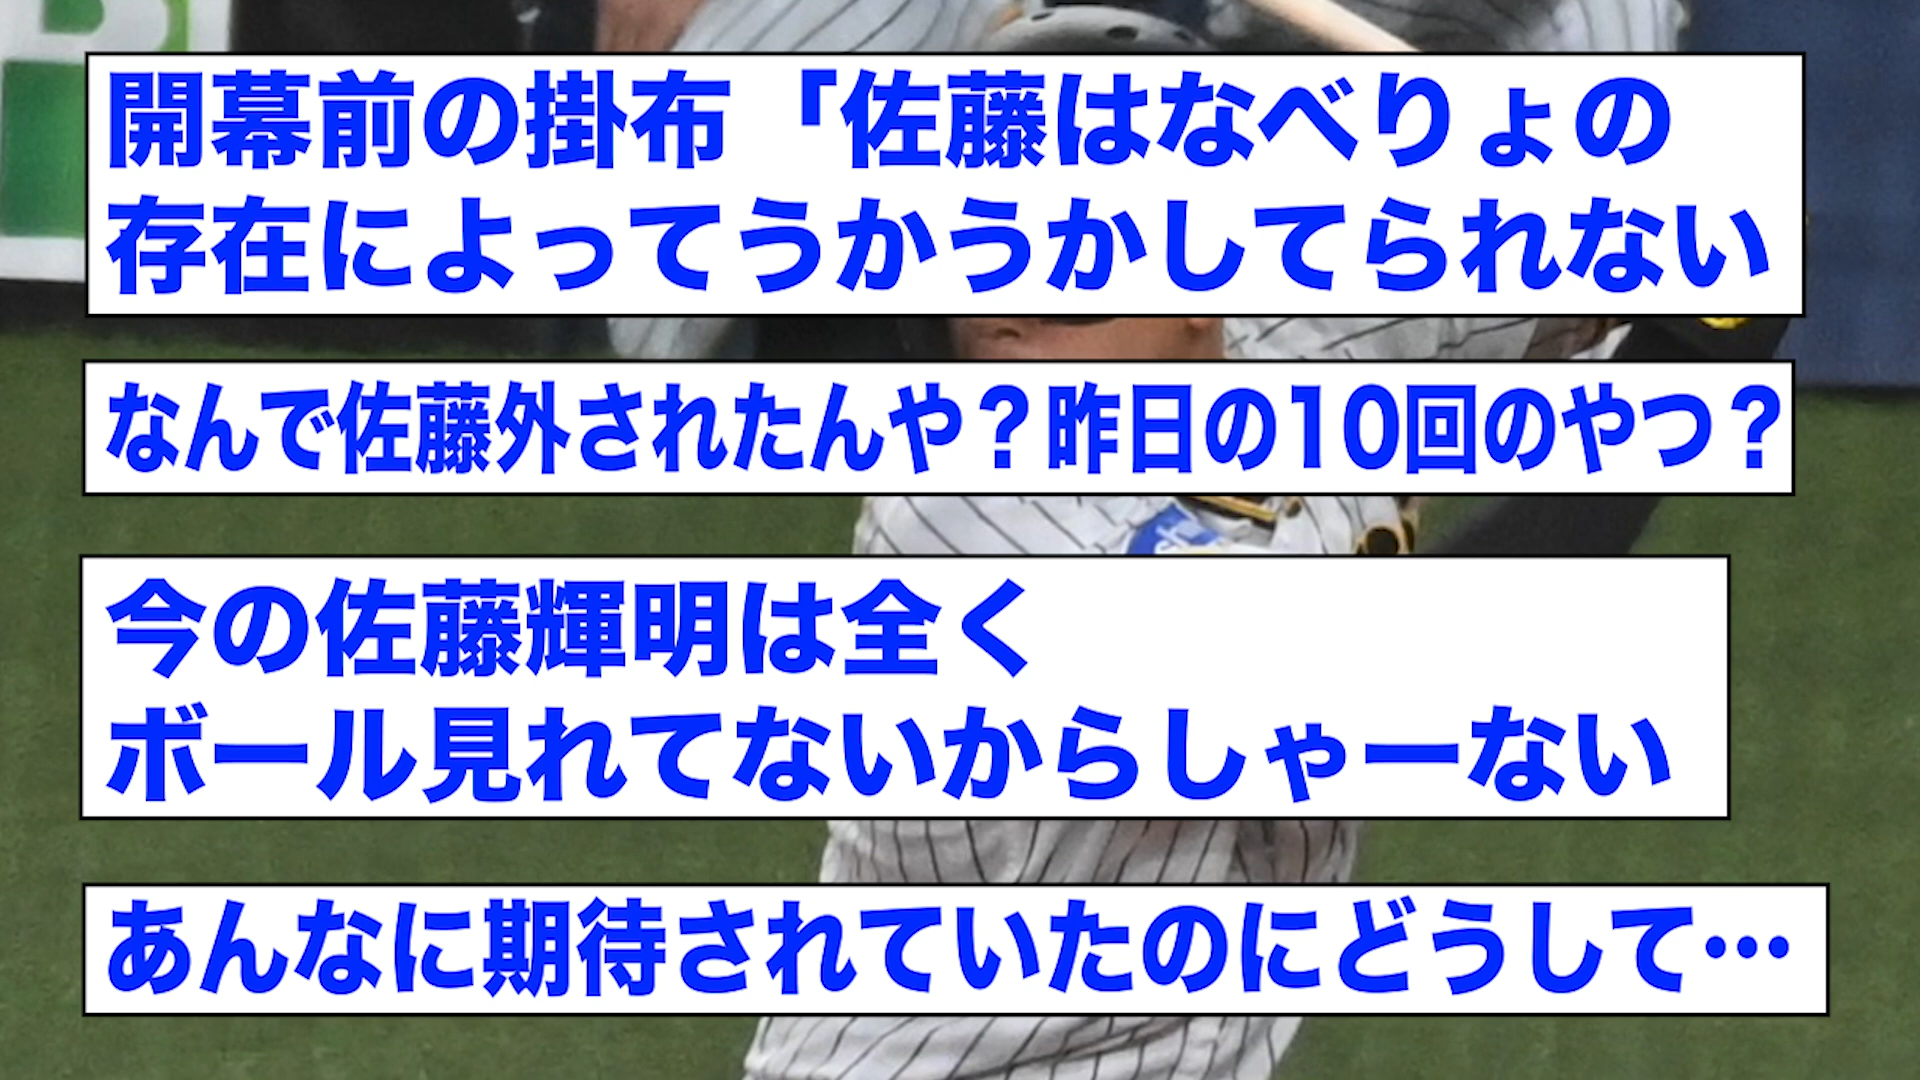 開幕前の掛布「佐藤はなべりょの
存在によってうかうかしてられない
なんで佐藤外されたんや？昨日の10回のやつ？
今の佐藤輝明は全く
ボール見れてないからしゃーない
あんなに期待されていたのにどうして…